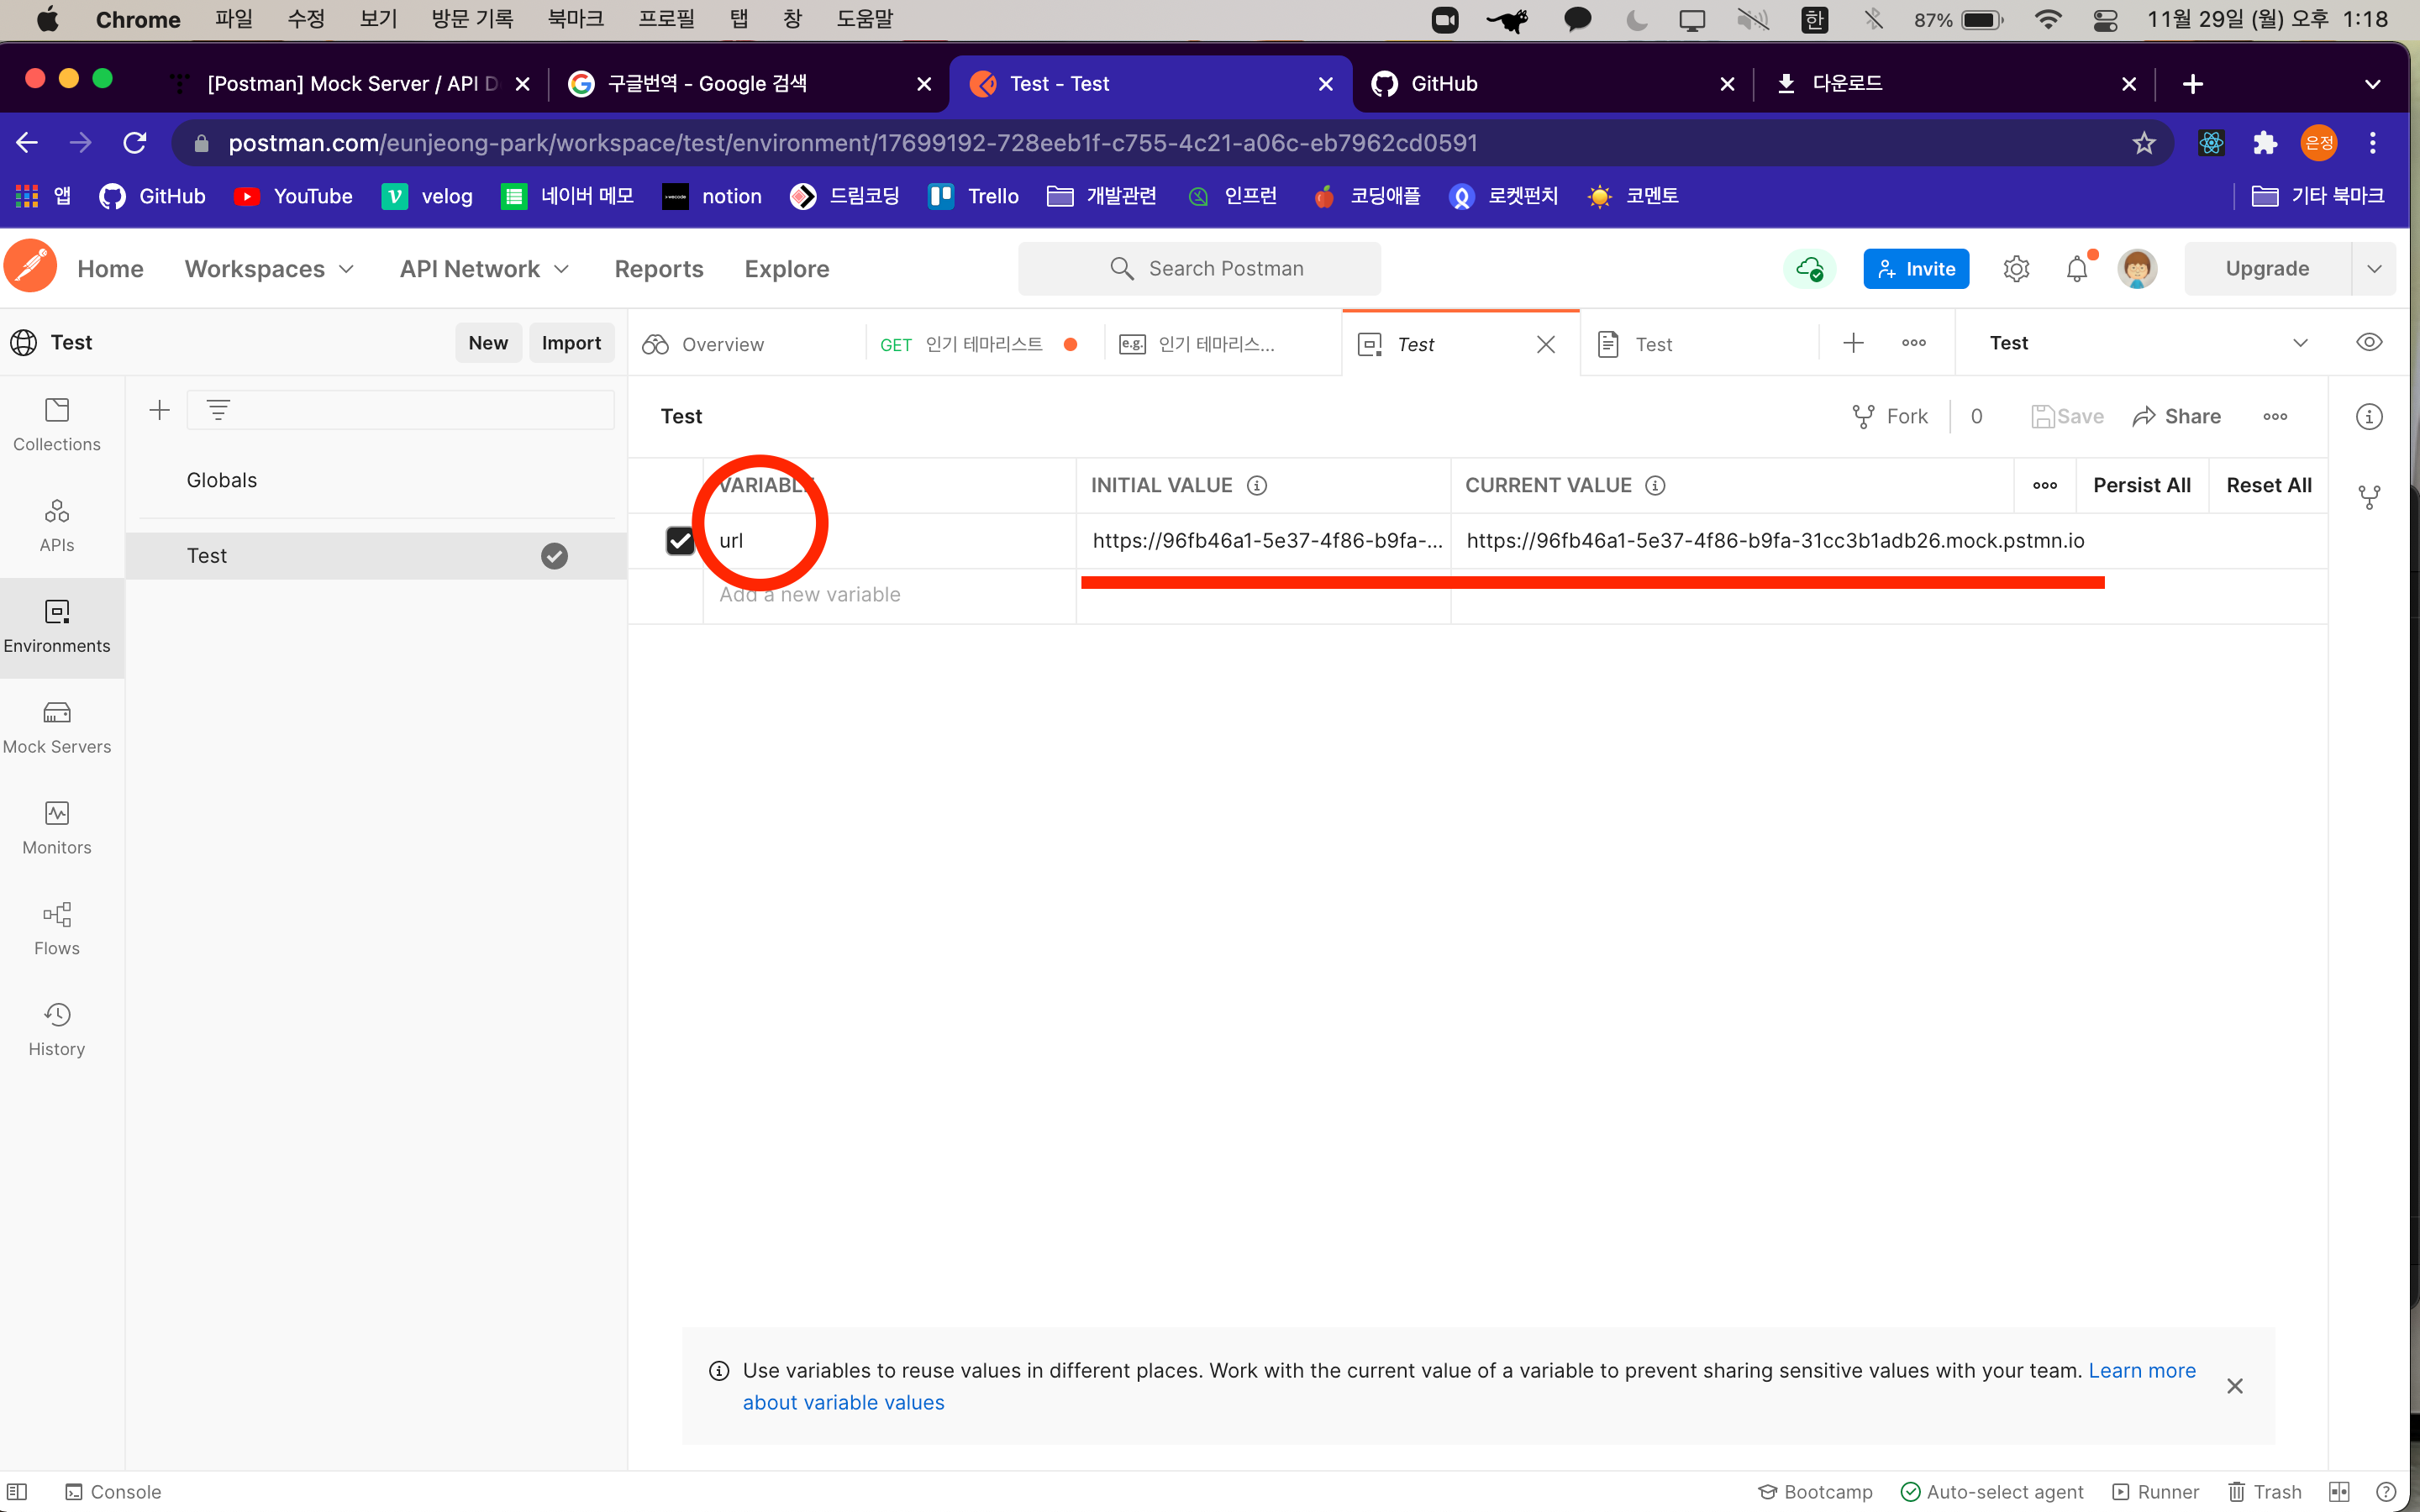 Chrome 파일 수정 보기 방문 기록 북마크 프로필 탭 창 도움말 한 87% 11월 29일 (월) 오후 1:18
[Postman] Mock Server / API D 구글번역 - Google 검색 Test - Test GitHub 다운로드
postman.com/eunjeong-park/workspace/test/environment/17699192-728eeb1f-c755-4c21-a06c-eb7962cd0591 은정
앱 GitHub YouTube velog 네이버 메모 notion 드림코딩 Trello 개발관련 인프런 코딩애플 로켓펀치 코멘토 기타 북마크
Home Workspaces API Network Reports Explore Search Postman Invite Upgrade
Test New Import Overview GET 인기 테마리스트 e.g. 인기 테마리스... Test Test Test
Collections
Test Fork 0 Save Share
Globals
VARIABLE INITIAL VALUE CURRENT VALUE Persist All Reset All
APIs
Test
url https://96fb46a1-5e37-4f86-b9fa-... https://96fb46a1-5e37-4f86-b9fa-31cc3b1adb26.mock.pstmn.io
Add a new variable
Environments
Mock Servers
Monitors
Flows
History
Use variables to reuse values in different places. Work with the current value of a variable to prevent sharing sensitive values with your team. Learn more
about variable values
Console Bootcamp Auto-select agent Runner Trash